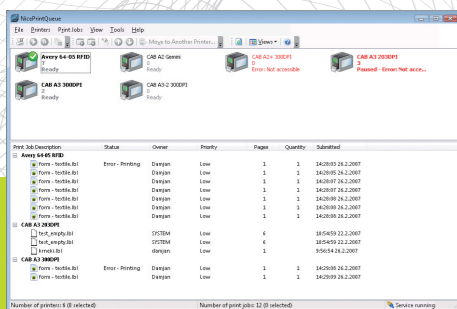 NicePrintQueue
File Printers Print Jobs View Tools Help
Move to Another Printer... Views
Avery 64-05 RFID
7
Ready
CAB A2 Gemini
0
Ready
CAB A2+ 300DPI
0
Error: Not accessible
CAB A3 203DPI
3
Paused - Error: Not acce...
CAB A3 300DPI
2
Ready
CAB A3-2 300DPI
0
Ready
Print Job Description Status Owner Priority Pages Quantity Submitted
Avery 64-05 RFID
form - textile.lbl Error - Printing Damjan Low 1 1 14:28:03 26.2.2007
form - textile.lbl Damjan Low 1 1 14:28:05 26.2.2007
form - textile.lbl Damjan Low 1 1 14:28:07 26.2.2007
form - textile.lbl Damjan Low 1 1 14:28:07 26.2.2007
form - textile.lbl Damjan Low 1 1 14:28:08 26.2.2007
form - textile.lbl Damjan Low 1 1 14:28:08 26.2.2007
form - textile.lbl Damjan Low 1 1 14:28:08 26.2.2007
CAB A3 203DPI
test_empty.lbl SYSTEM Low 6 10:54:59 22.2.2007
test_empty.lbl SYSTEM Low 6 10:54:59 22.2.2007
krneki.lbl damjan Low 1 9:56:54 26.2.2007
CAB A3 300DPI
form - textile.lbl Error - Printing Damjan Low 1 1 14:29:00 26.2.2007
form - textile.lbl Damjan Low 1 1 14:29:09 26.2.2007
Number of printers: 6 (0 selected) Number of print jobs: 12 (0 selected) Service running